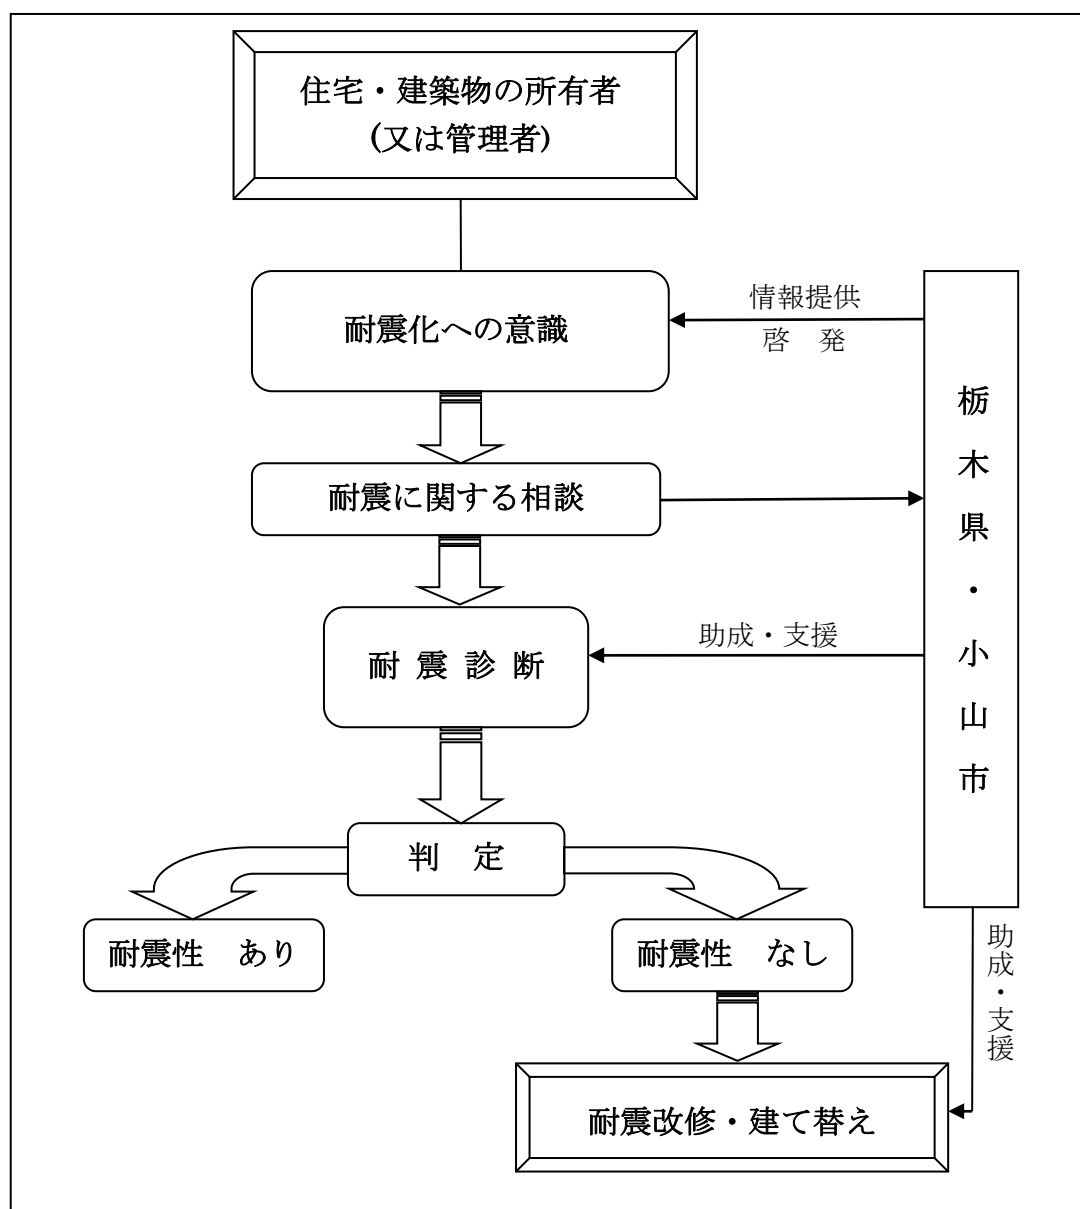 住宅・建築物の所有者
(又は管理者)
耐震化への意識
情報提供
啓　発
耐震に関する相談
耐 震 診 断
助成・支援
栃木県・小山市
判　定
耐震性　あり
耐震性　なし
助成・支援
耐震改修・建て替え